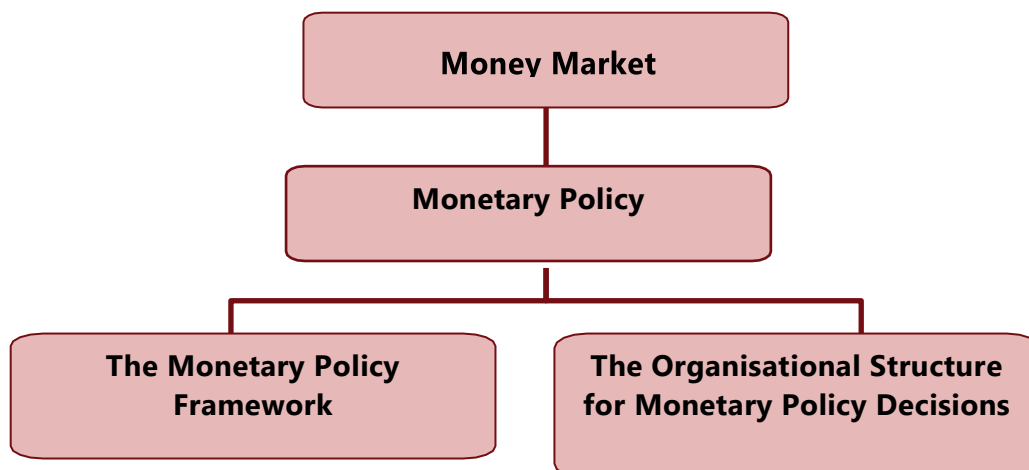 Money Market
Monetary Policy
The Monetary Policy
Framework
The Organisational Structure
for Monetary Policy Decisions